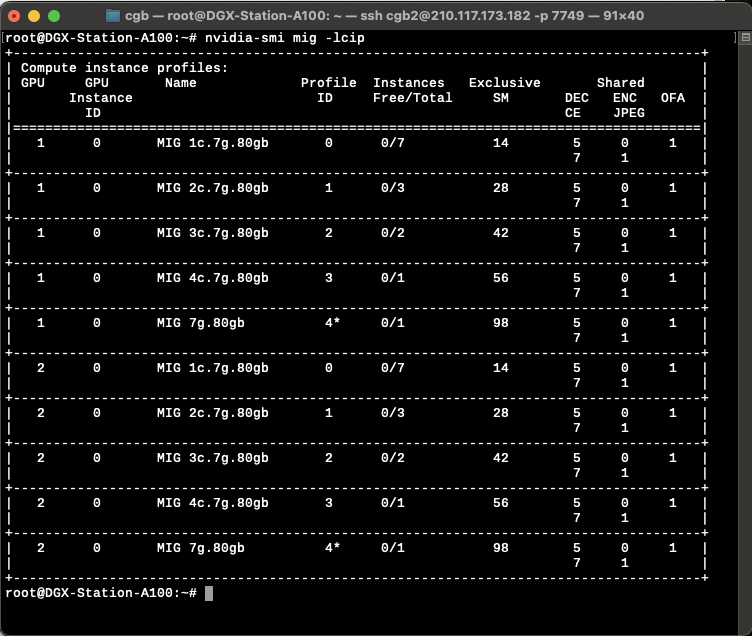 cgb — root@DGX-Station-A100: ~ — ssh cgb2@210.117.173.182 -p 7749 — 91×40
[root@DGX-Station-A100:~# nvidia-smi mig -lcip ]
+--------------------------------------------------------------------------------------+
| Compute instance profiles: |
| GPU GPU Name Profile Instances Exclusive Shared |
| Instance ID Free/Total SM DEC ENC OFA |
| ID CE JPEG |
|======================================================================================|
| 1 0 MIG 1c.7g.80gb 0 0/7 14 5 0 1 |
| 7 1 |
+--------------------------------------------------------------------------------------+
| 1 0 MIG 2c.7g.80gb 1 0/3 28 5 0 1 |
| 7 1 |
+--------------------------------------------------------------------------------------+
| 1 0 MIG 3c.7g.80gb 2 0/2 42 5 0 1 |
| 7 1 |
+--------------------------------------------------------------------------------------+
| 1 0 MIG 4c.7g.80gb 3 0/1 56 5 0 1 |
| 7 1 |
+--------------------------------------------------------------------------------------+
| 1 0 MIG 7g.80gb 4* 0/1 98 5 0 1 |
| 7 1 |
+--------------------------------------------------------------------------------------+
| 2 0 MIG 1c.7g.80gb 0 0/7 14 5 0 1 |
| 7 1 |
+--------------------------------------------------------------------------------------+
| 2 0 MIG 2c.7g.80gb 1 0/3 28 5 0 1 |
| 7 1 |
+--------------------------------------------------------------------------------------+
| 2 0 MIG 3c.7g.80gb 2 0/2 42 5 0 1 |
| 7 1 |
+--------------------------------------------------------------------------------------+
| 2 0 MIG 4c.7g.80gb 3 0/1 56 5 0 1 |
| 7 1 |
+--------------------------------------------------------------------------------------+
| 2 0 MIG 7g.80gb 4* 0/1 98 5 0 1 |
| 7 1 |
+--------------------------------------------------------------------------------------+
root@DGX-Station-A100:~#